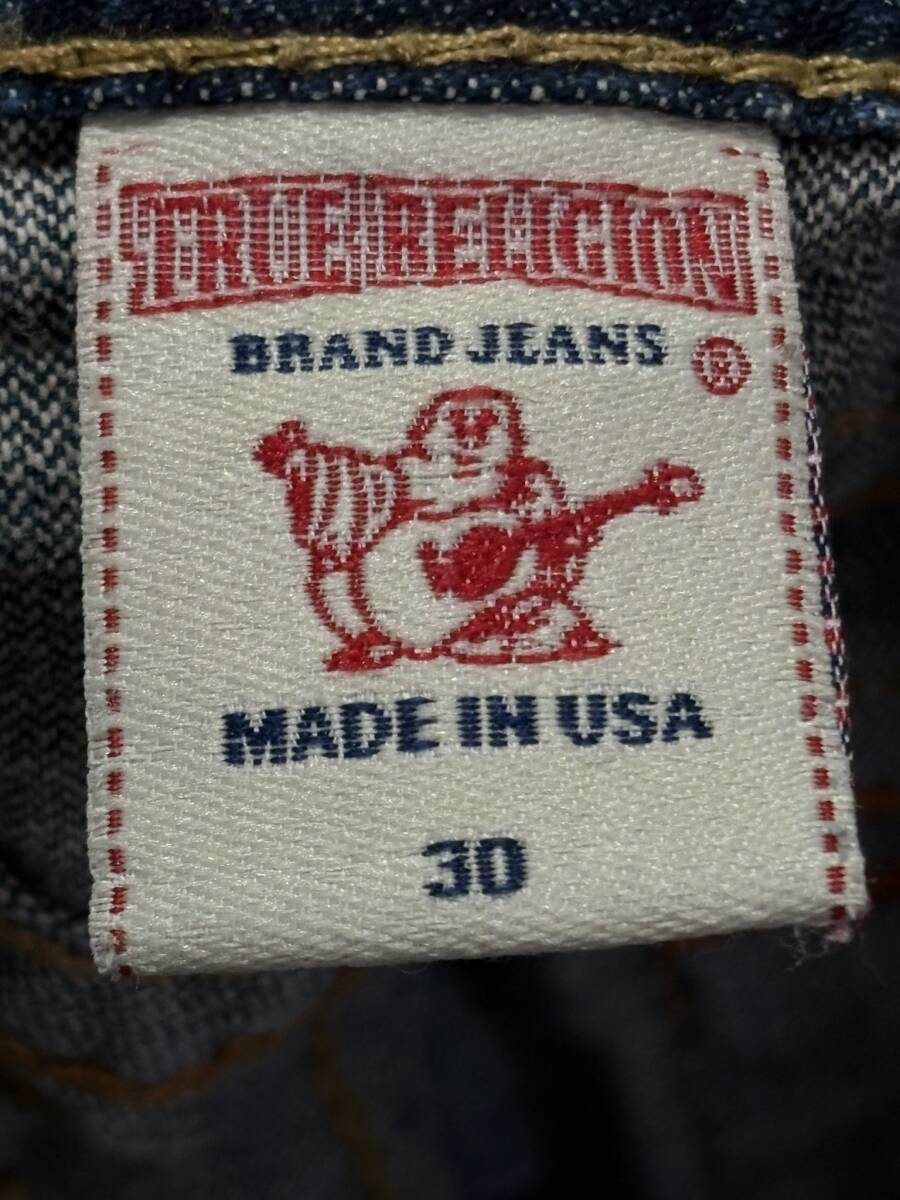 TRUE RELIGION
BRAND JEANS ®
MADE IN USA
30